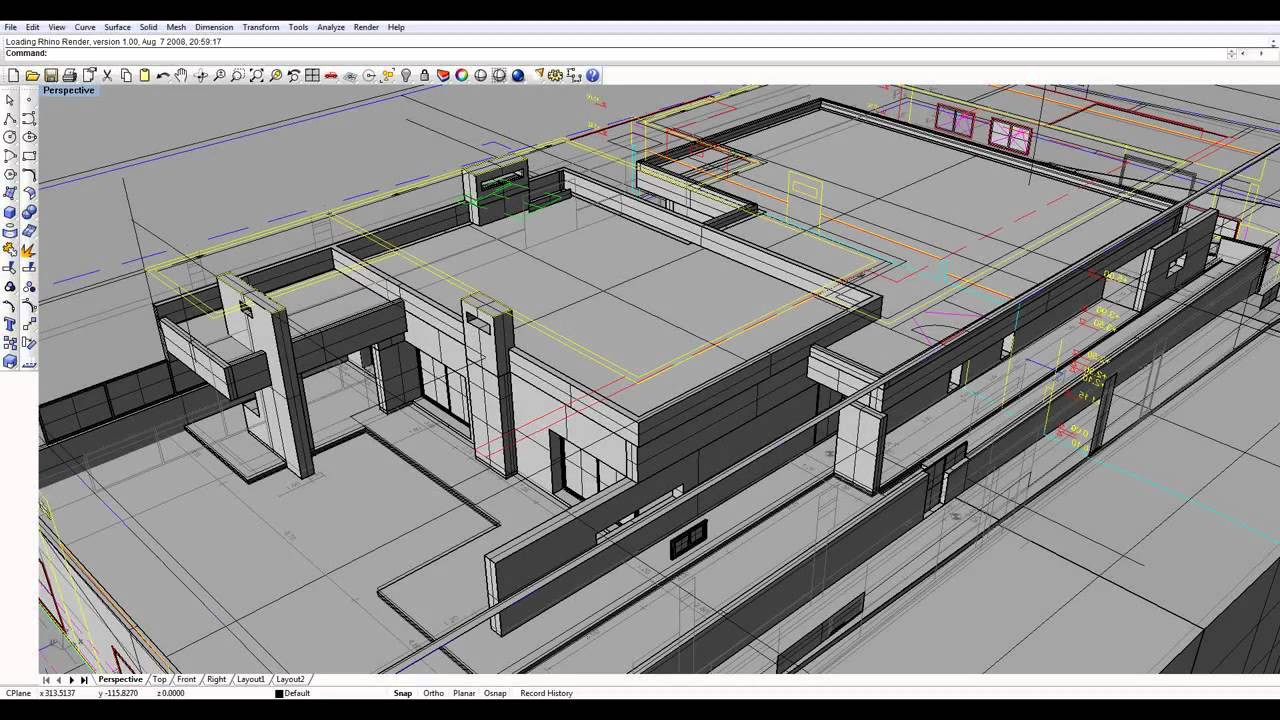 File Edit View Curve Surface Solid Mesh Dimension Transform Tools Analyze Render Help
Loading Rhino Render, version 1.00, Aug 7 2008, 20:59:17
Command:
Perspective
Perspective Top Front Right Layout1 Layout2
CPlane x 313.5137 y -115.8270 z 0.0000 Default Snap Ortho Planar Osnap Record History